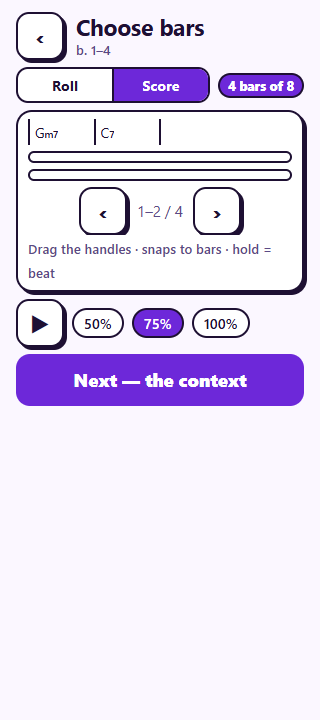 ‹ Choose bars
b. 1–4
Roll Score 4 bars of 8
Gm7 C7
‹ 1–2 / 4 ›
Drag the handles · snaps to bars · hold =
beat
▶ 50% 75% 100%
Next — the context